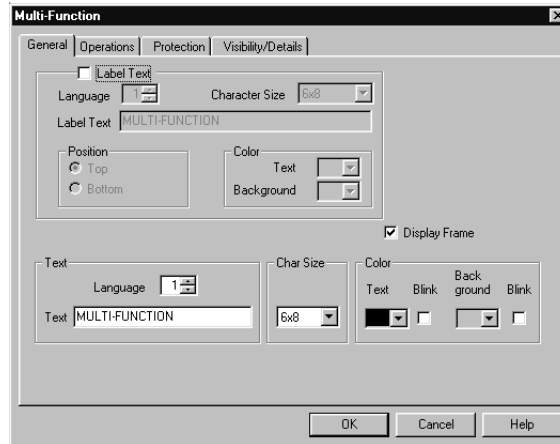 Multi-Function
General Operations Protection Visibility/Details
Label Text
Language 1 Character Size 6x8
Label Text MULTI-FUNCTION
Position
Top
Bottom
Color
Text
Background
Display Frame
Text
Language 1
Text MULTI-FUNCTION
Char Size
6x8
Color
Text Blink Back ground Blink
OK Cancel Help